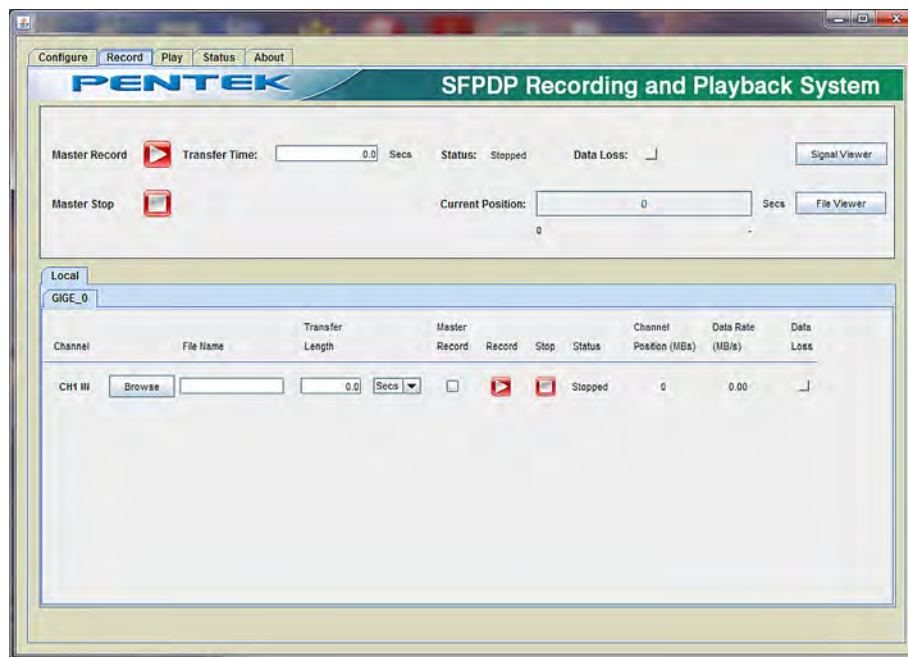 Configure Record Play Status About
PENTEK SFPDP Recording and Playback System
Master Record Transfer Time: 0.0 Secs Status: Stopped Data Loss: Signal Viewer
Master Stop Current Position: 0 Secs File Viewer
0 -
Local
GIGE_0
Transfer Master Channel Data Rate Data
Channel File Name Length Record Record Stop Status Position (MBs) (MB/s) Loss
CH1 IN Browse 0.0 Secs Stopped 0 0.00